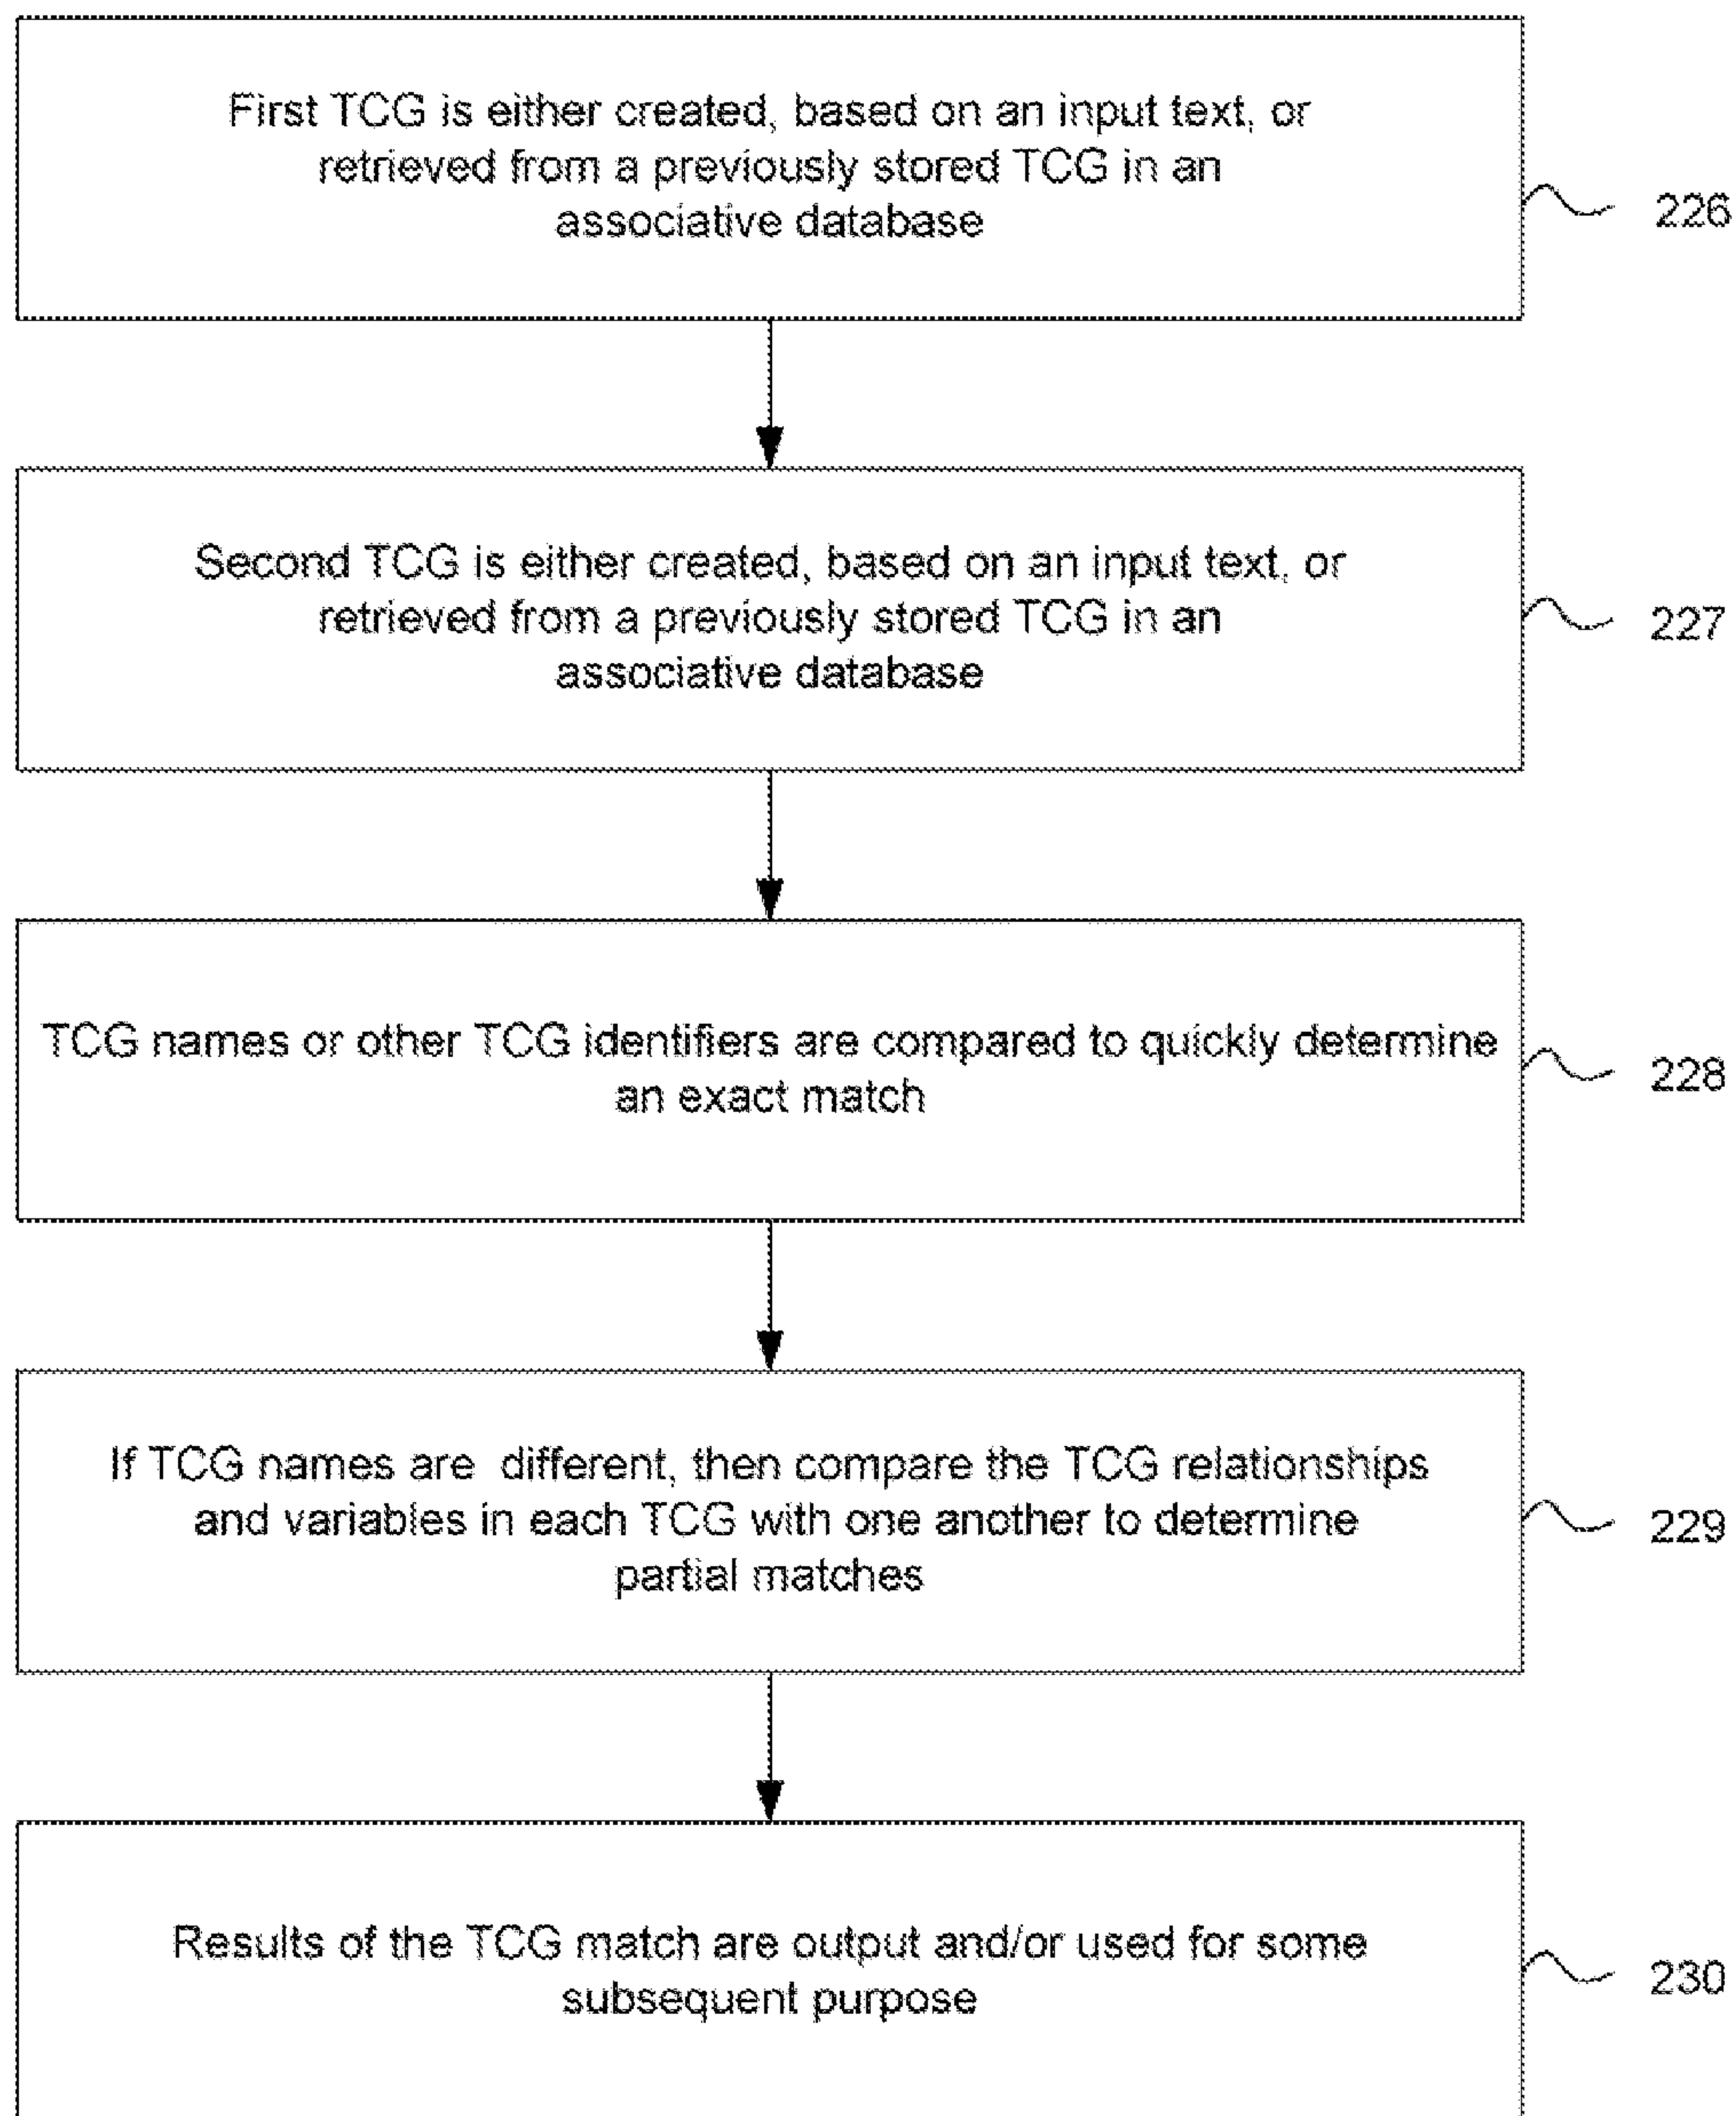 First TCG is either created, based on an input text, or
retrieved from a previously stored TCG in an
associative database
226
Second TCG is either created, based on an input text, or
retrieved from a previously stored TCG in an
associative database
227
TCG names or other TCG identifiers are compared to quickly determine
an exact match
228
If TCG names are different, then compare the TCG relationships
and variables in each TCG with one another to determine
partial matches
229
Results of the TCG match are output and/or used for some
subsequent purpose
230